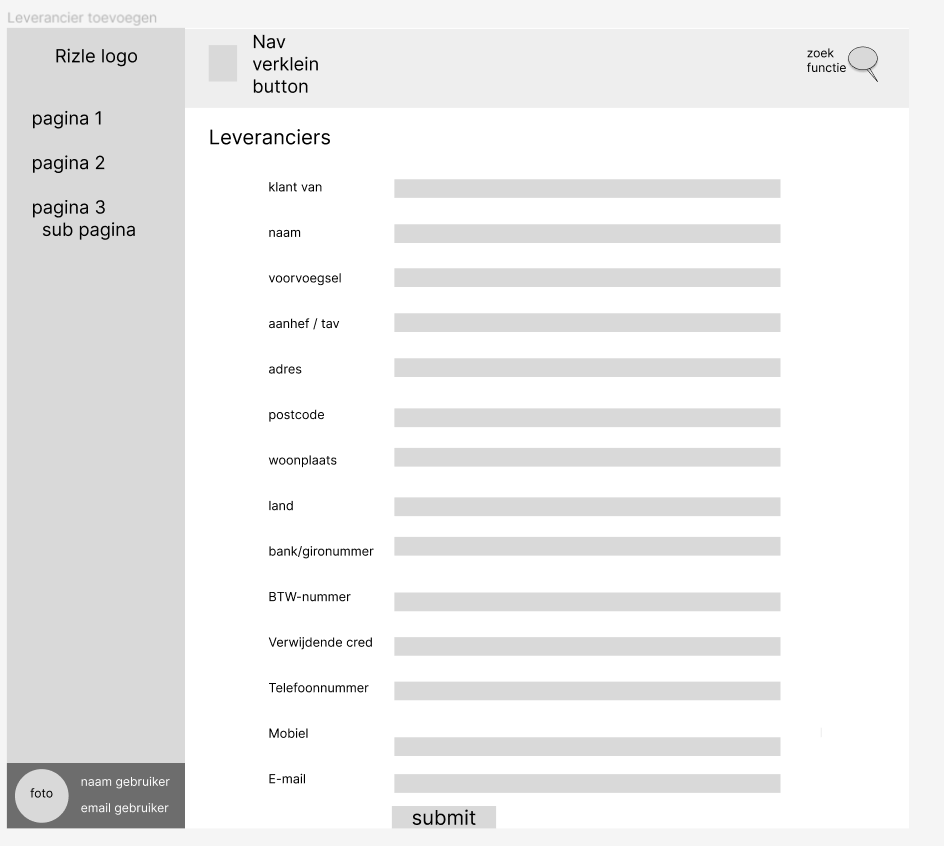 Leverancier toevoegen
Rizle logo
pagina 1
pagina 2
pagina 3
sub pagina
foto
naam gebruiker
email gebruiker
Nav
verklein
button
zoek
functie
Leveranciers
klant van
naam
voorvoegsel
aanhef / tav
adres
postcode
woonplaats
land
bank/gironummer
BTW-nummer
Verwijdende cred
Telefoonnummer
Mobiel
E-mail
submit